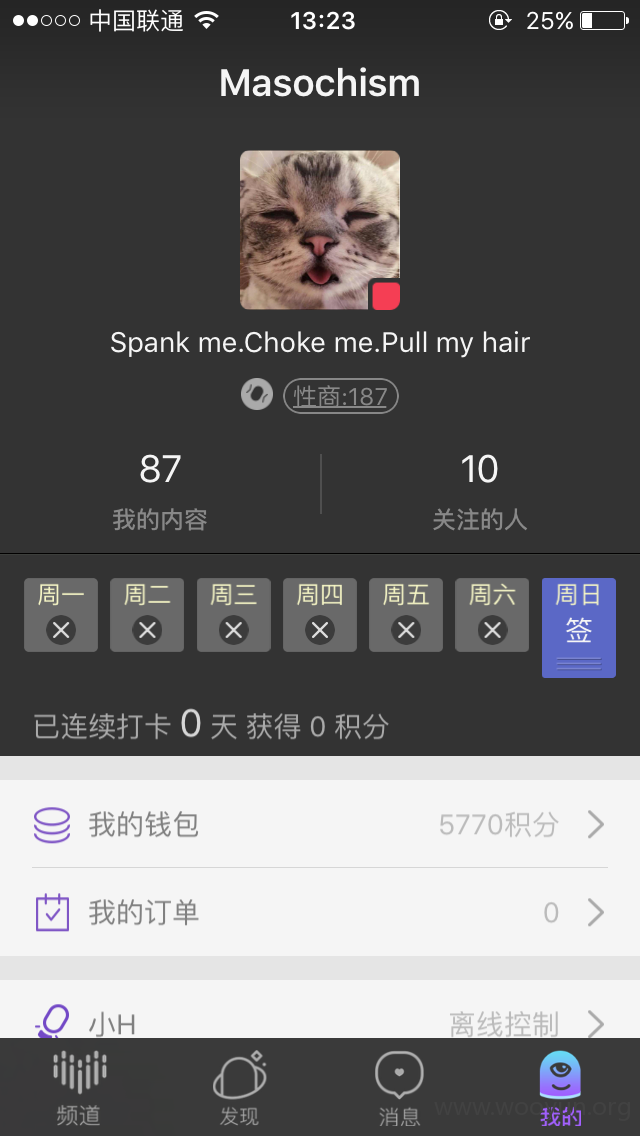 中国联通 13:23 25%
Masochism
Spank me.Choke me.Pull my hair
性商:187
87 10
我的内容 关注的人
周一 周二 周三 周四 周五 周六 周日
签
已连续打卡 0 天 获得 0 积分
我的钱包 5770积分
我的订单 0
小H 离线控制
频道 发现 消息 我的
www.wooyun.org